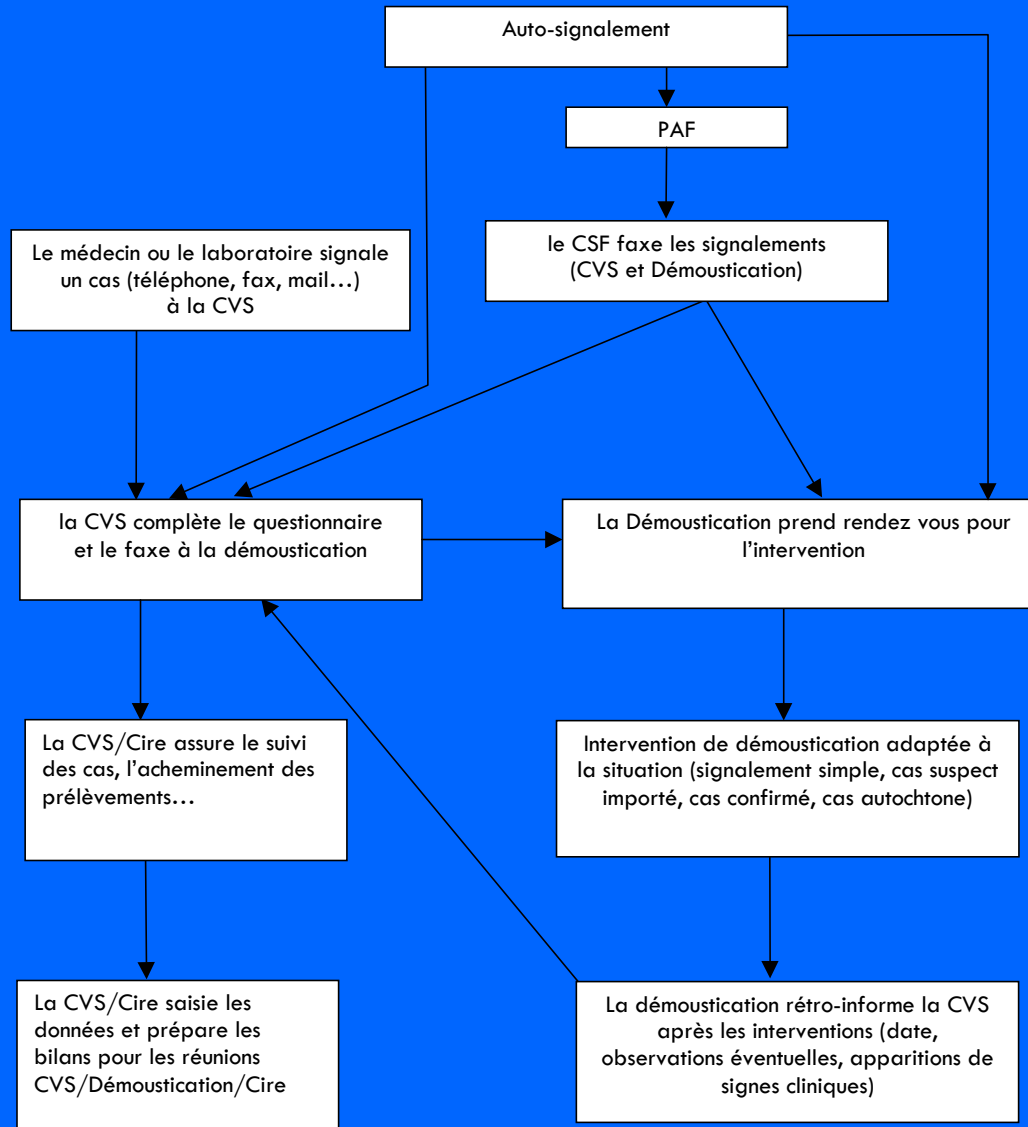 Auto-signalement
PAF
le CSF faxe les signalements
(CVS et Démoustication)
Le médecin ou le laboratoire signale
un cas (téléphone, fax, mail…)
à la CVS
la CVS complète le questionnaire
et le faxe à la démoustication
La Démoustication prend rendez vous pour
l’intervention
La CVS/Cire assure le suivi
des cas, l’acheminement des
prélèvements…
Intervention de démoustication adaptée à
la situation (signalement simple, cas suspect
importé, cas confirmé, cas autochtone)
La CVS/Cire saisie les
données et prépare les
bilans pour les réunions
CVS/Démoustication/Cire
La démoustication rétro-informe la CVS
après les interventions (date,
observations éventuelles, apparitions de
signes cliniques)